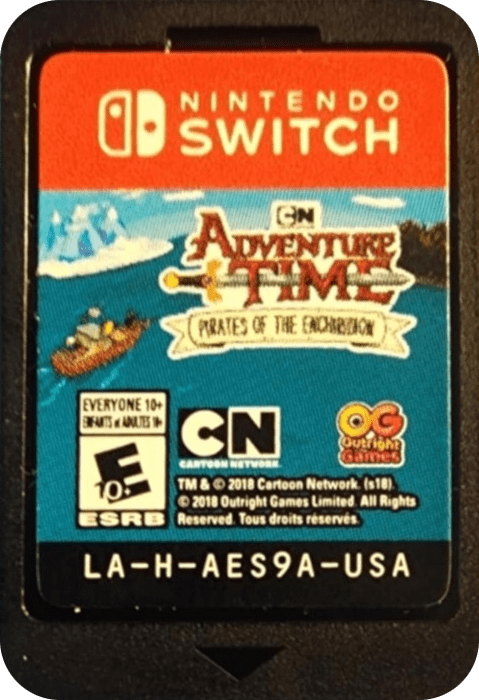 NINTENDO
SWITCH
CN
ADVENTURE
TIME
PIRATES OF THE ENCHIRIDION
EVERYONE 10+
ENFANTS et ADULTES 10+
E
10+
ESRB
CN
CARTOON NETWORK
OG
Outright
Games
TM & © 2018 Cartoon Network. (s18).
© 2018 Outright Games Limited. All Rights
Reserved. Tous droits réservés.
LA-H-AES9A-USA